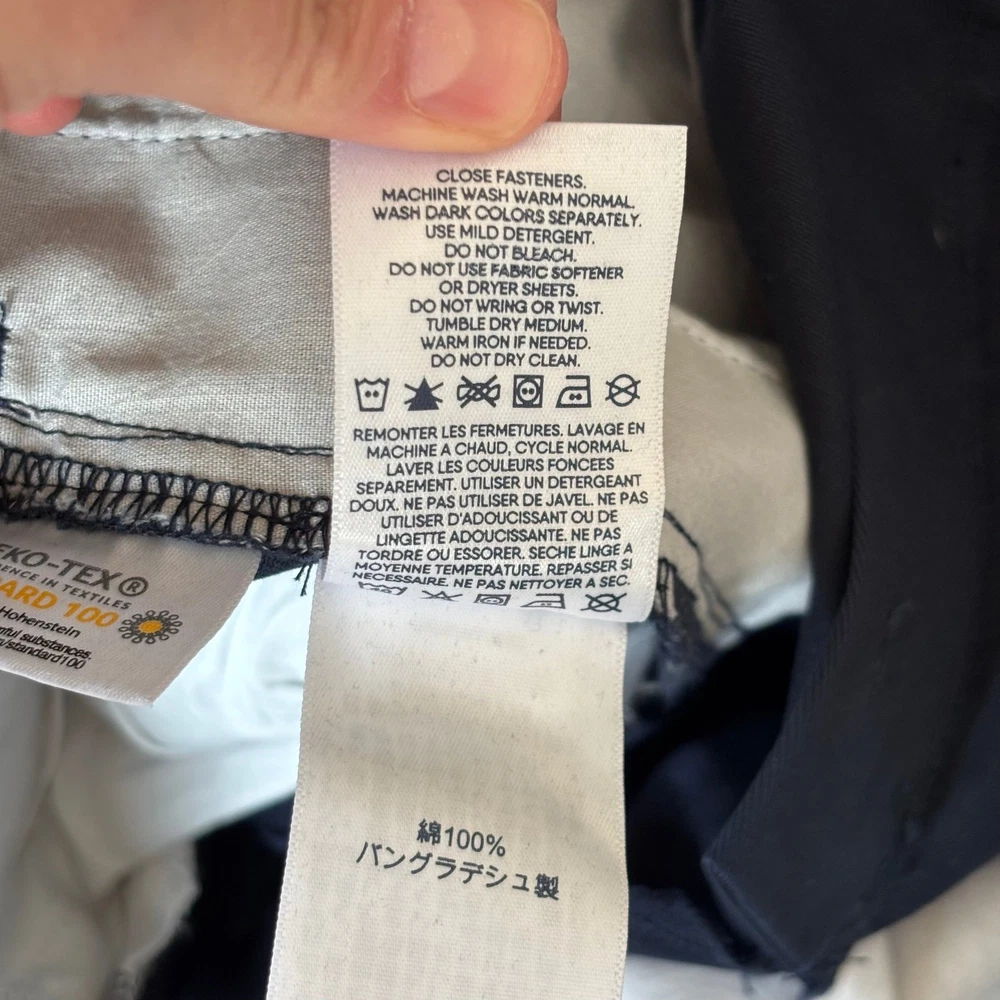 CLOSE FASTENERS.
MACHINE WASH WARM NORMAL.
WASH DARK COLORS SEPARATELY.
USE MILD DETERGENT.
DO NOT BLEACH.
DO NOT USE FABRIC SOFTENER
OR DRYER SHEETS.
DO NOT WRING OR TWIST.
TUMBLE DRY MEDIUM.
WARM IRON IF NEEDED.
DO NOT DRY CLEAN.
REMONTER LES FERMETURES. LAVAGE EN
MACHINE A CHAUD, CYCLE NORMAL.
LAVER LES COULEURS FONCEES
SEPAREMENT. UTILISER UN DETERGEANT
DOUX. NE PAS UTILISER DE JAVEL. NE PAS
UTILISER D'ADOUCISSANT OU DE
LINGETTE ADOUCISSANTE. NE PAS
TORDRE OU ESSORER. SECHE LINGE A
MOYENNE TEMPERATURE. REPASSER SI
NECESSAIRE. NE PAS NETTOYER A SEC.
EKO-TEX®
DENCE IN TEXTILES
ARD 100
Hohenstein
mful substances.
/standard100
綿100%
バングラデシュ製